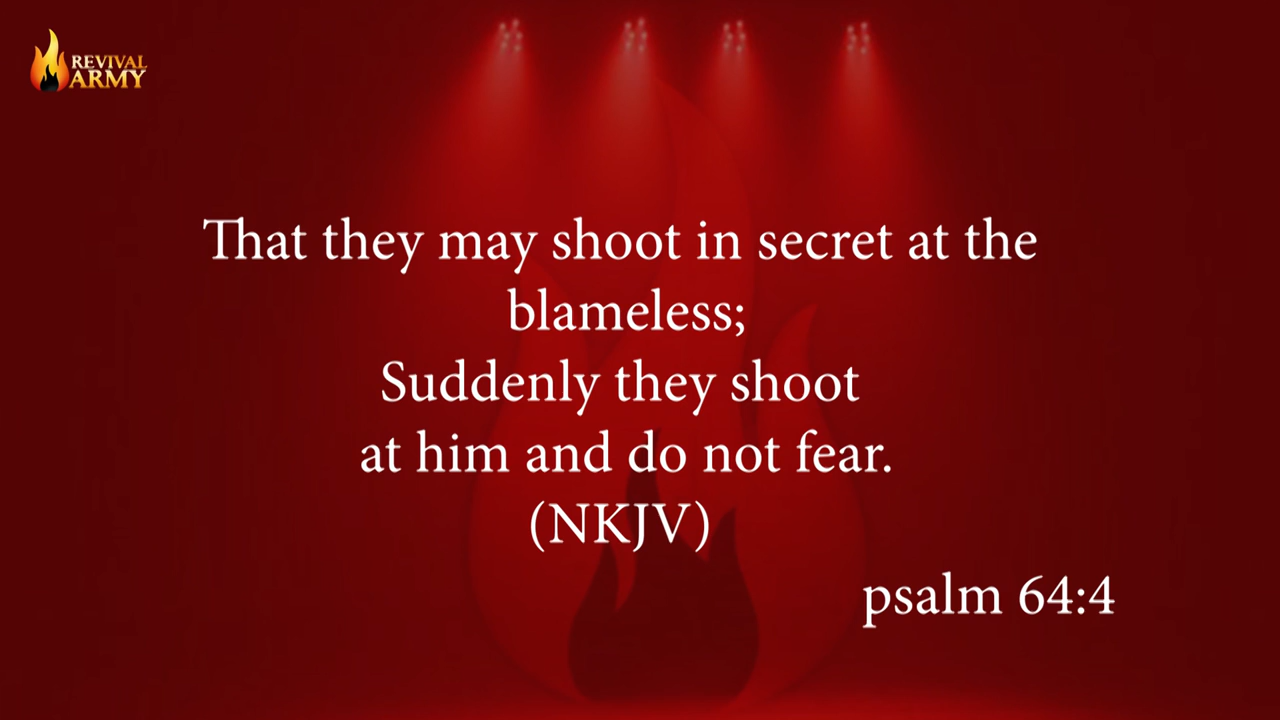 REVIVAL
ARMY
That they may shoot in secret at the
blameless;
Suddenly they shoot
at him and do not fear.
(NKJV)
psalm 64:4